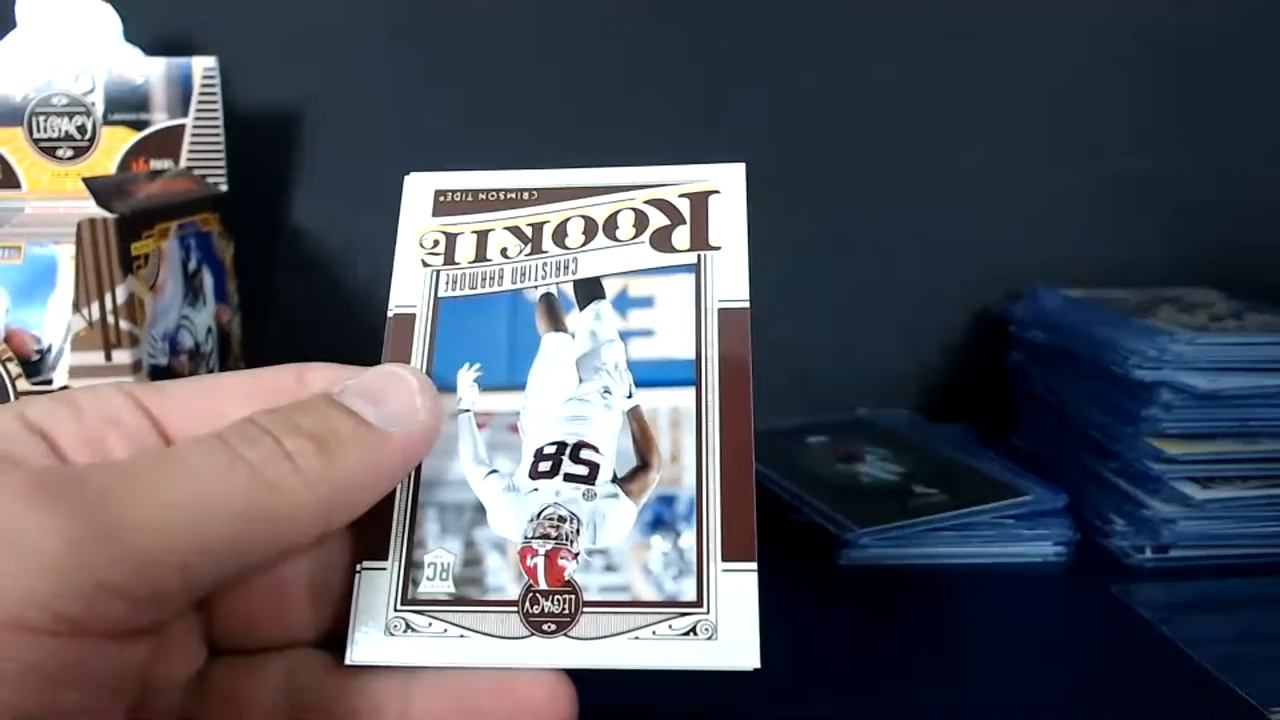 LEGACY
CRIMSON TIDE®
ROOKIE
CHRISTIAN BARMORE
58
RC
LEGACY